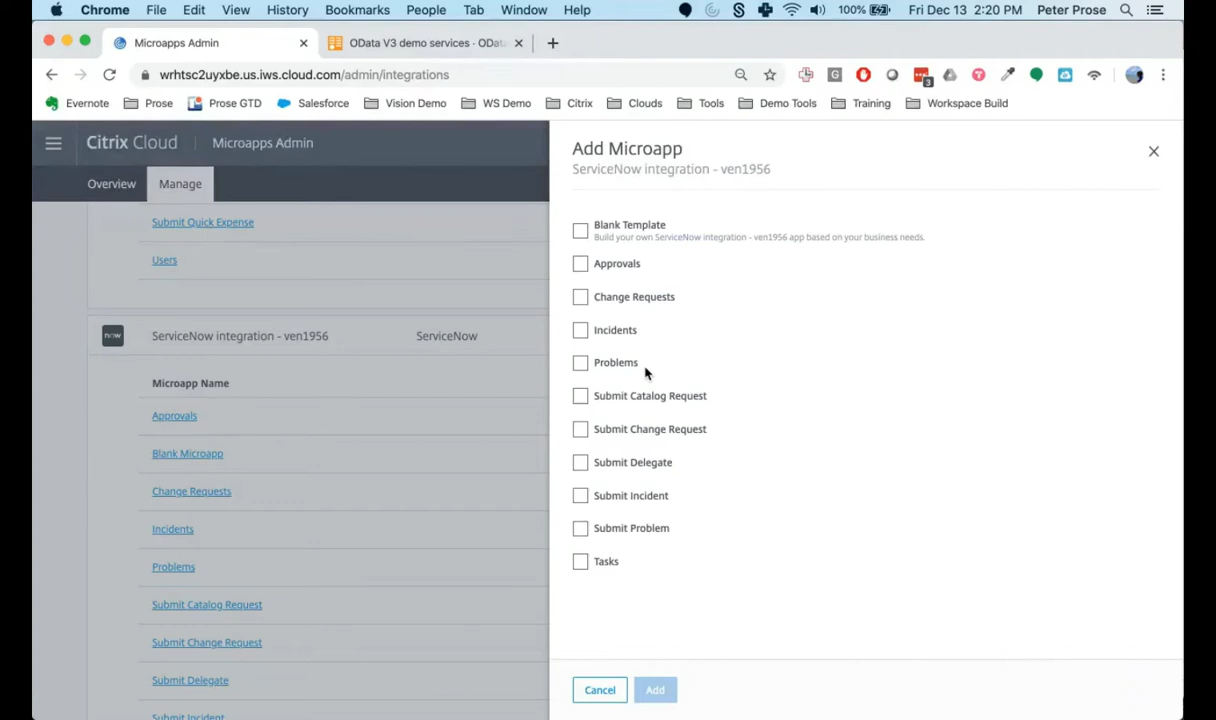 Chrome File Edit View History Bookmarks People Tab Window Help 100% Fri Dec 13 2:20 PM Peter Prose
Microapps Admin OData V3 demo services · OData
wrhtsc2uyxbe.us.iws.cloud.com/admin/integrations
Evernote Prose Prose GTD Salesforce Vision Demo WS Demo Citrix Clouds Tools Demo Tools Training Workspace Build
3
Citrix Cloud Microapps Admin
Overview Manage
Submit Quick Expense
Users
now ServiceNow integration - ven1956 ServiceNow
Microapp Name
Approvals
Blank Microapp
Change Requests
Incidents
Problems
Submit Catalog Request
Submit Change Request
Submit Delegate
Submit Incident
Add Microapp
ServiceNow integration - ven1956
Blank Template
Build your own ServiceNow integration - ven1956 app based on your business needs.
Approvals
Change Requests
Incidents
Problems
Submit Catalog Request
Submit Change Request
Submit Delegate
Submit Incident
Submit Problem
Tasks
Cancel Add